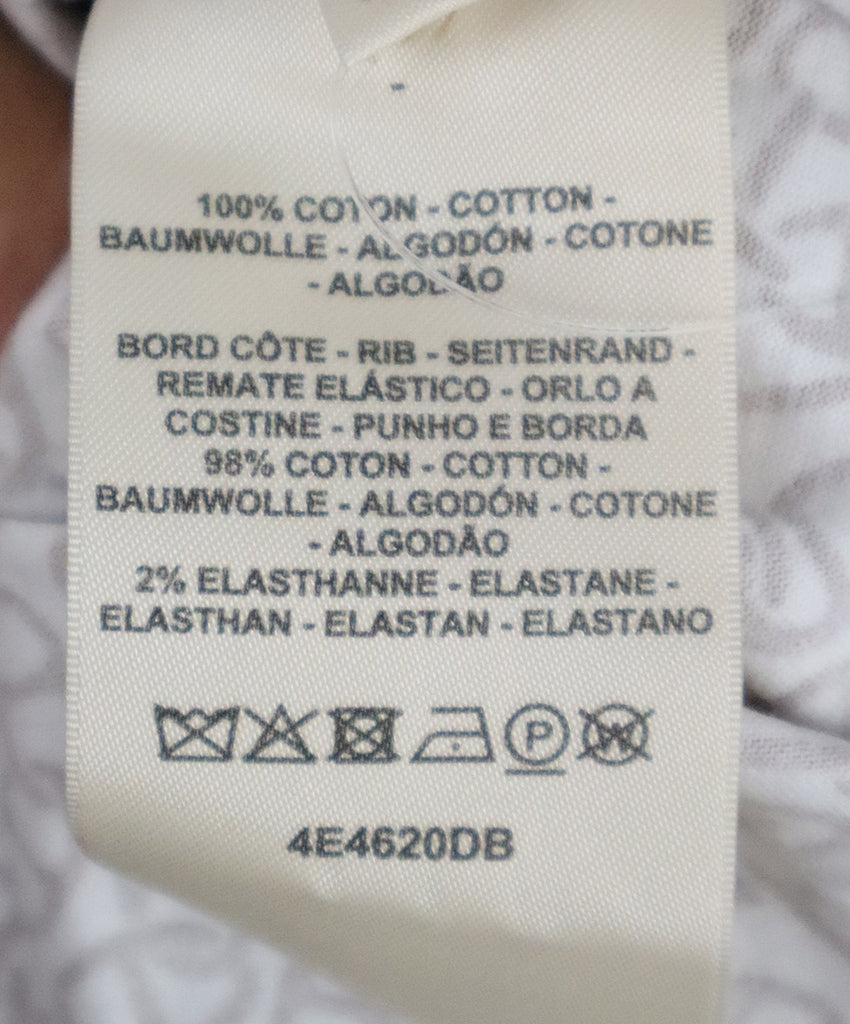 100% COTON - COTTON -
BAUMWOLLE - ALGODÓN - COTONE
- ALGODÃO
BORD CÔTE - RIB - SEITENRAND -
REMATE ELÁSTICO - ORLO A
COSTINE - PUNHO E BORDA
98% COTON - COTTON -
BAUMWOLLE - ALGODÓN - COTONE
- ALGODÃO
2% ELASTHANNE - ELASTANE -
ELASTHAN - ELASTAN - ELASTANO
P W
4E4620DB